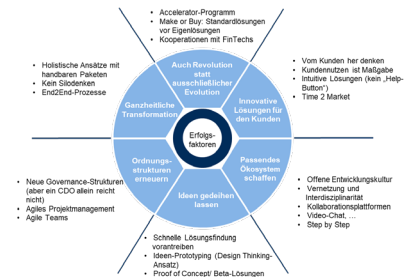 • Accelerator-Programm
• Make or Buy: Standardlösungen
vor Eigenlösungen
• Kooperationen mit FinTechs
• Holistische Ansätze mit
handbaren Paketen
• Kein Silodenken
• End2End-Prozesse
Auch Revolution
statt
ausschließlicher
Evolution
• Vom Kunden her denken
• Kundennutzen ist Maßgabe
• Intuitive Lösungen (kein „Help-
Button“)
• Time 2 Market
Ganzheitliche
Transformation
Innovative
Lösungen für
den Kunden
Erfolgs-
faktoren
Ordnungs-
strukturen
erneuern
Passendes
Ökosystem
schaffen
Ideen gedeihen
lassen
• Neue Governance-Strukturen
(aber ein CDO allein reicht
nicht)
• Agiles Projektmanagement
• Agile Teams
• Offene Entwicklungskultur
• Vernetzung und
Interdisziplinarität
• Kollaborationsplattformen
• Video-Chat, ...
• Step by Step
• Schnelle Lösungsfindung
vorantreiben
• Ideen-Prototyping (Design Thinking-
Ansatz)
• Proof of Concept/ Beta-Lösungen